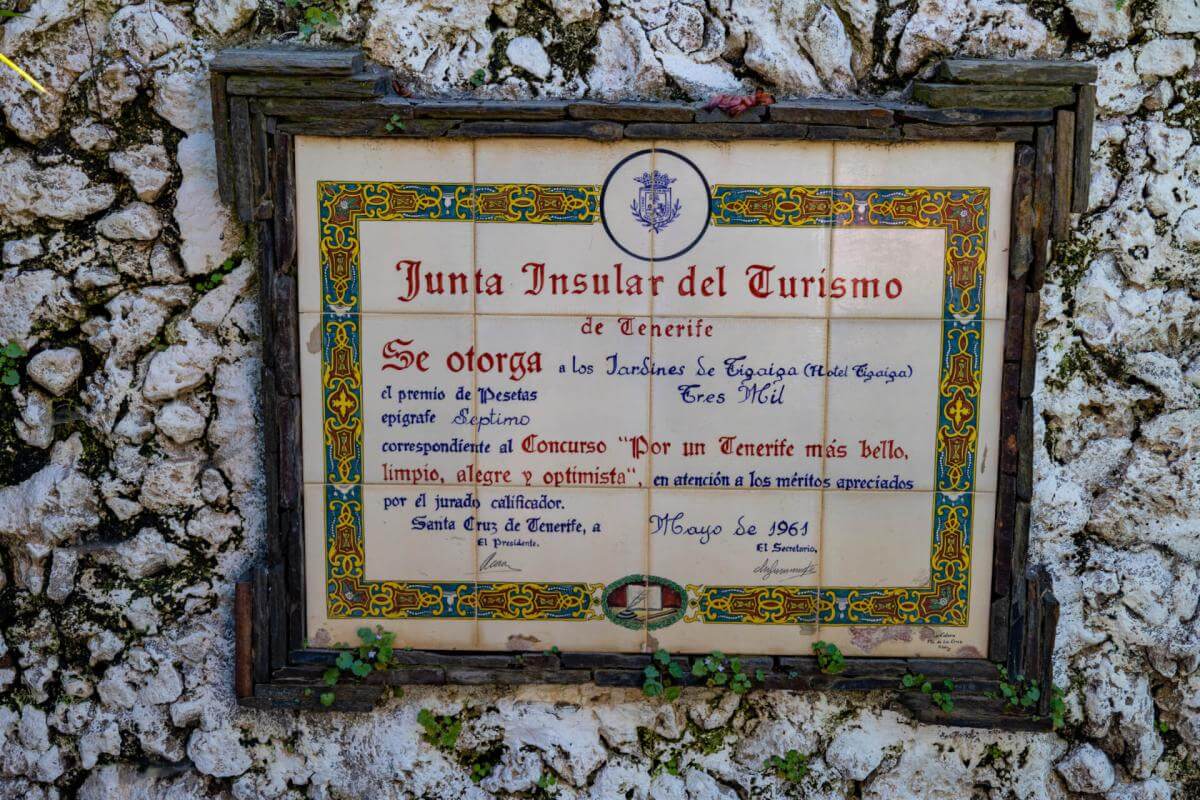 Junta Insular del Turismo
de Tenerife
Se otorga a los Jardines de Tigaiga (Hotel Tigaiga)
el premio de Pesetas Tres Mil
epígrafe Septimo
correspondiente al Concurso "Por un Tenerife más bello,
limpio, alegre y optimista", en atención a los méritos apreciados
por el jurado calificador.
Santa Cruz de Tenerife, a Mayo de 1961
El Presidente. El Secretario,